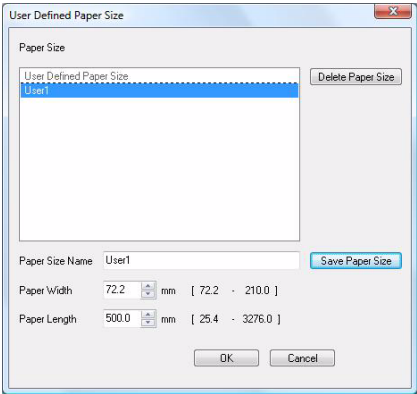 User Defined Paper Size
Paper Size
User Defined Paper Size
Delete Paper Size
User1
Paper Size Name User1 Save Paper Size
Paper Width 72.2 mm [ 72.2 - 210.0 ]
Paper Length 500.0 mm [ 25.4 - 3276.0 ]
OK Cancel